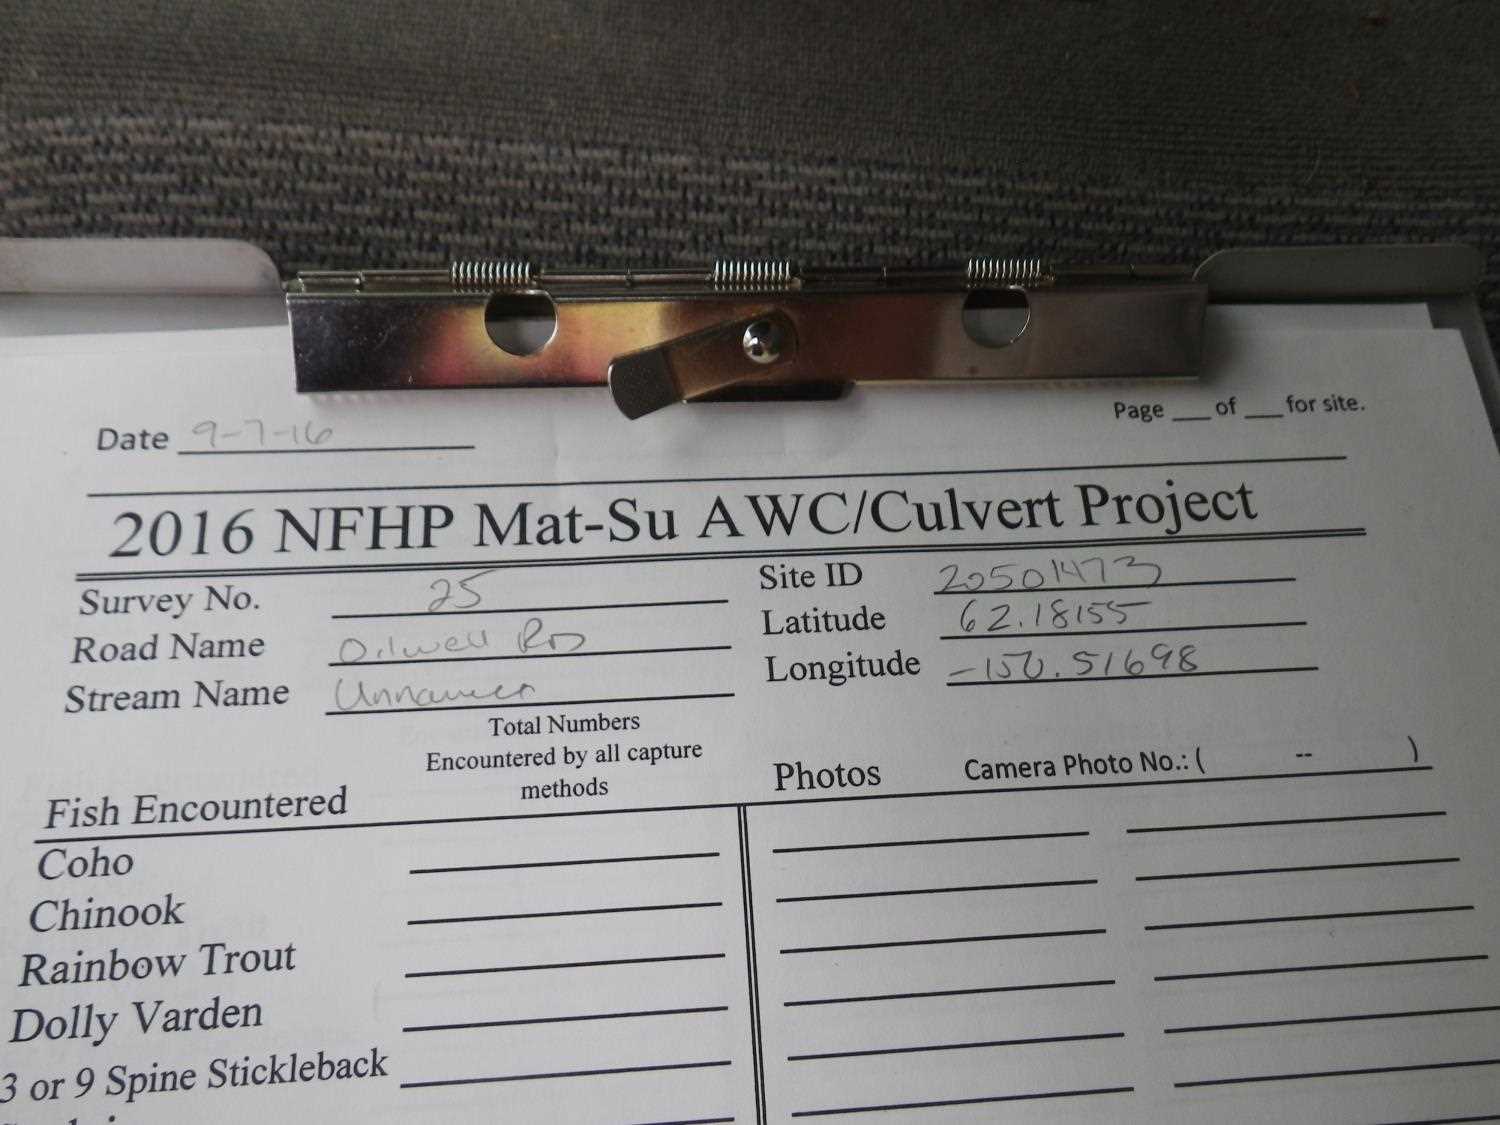 Date 9-7-16
Page ___ of ___ for site.
2016 NFHP Mat-Su AWC/Culvert Project
Survey No. 25
Site ID 20501473
Road Name Oilwell Rd
Latitude 62.18155
Stream Name Unnamed
Longitude -150.51698
Total Numbers
Encountered by all capture
methods
Fish Encountered
Photos Camera Photo No.: ( -- )
Coho
Chinook
Rainbow Trout
Dolly Varden
3 or 9 Spine Stickleback